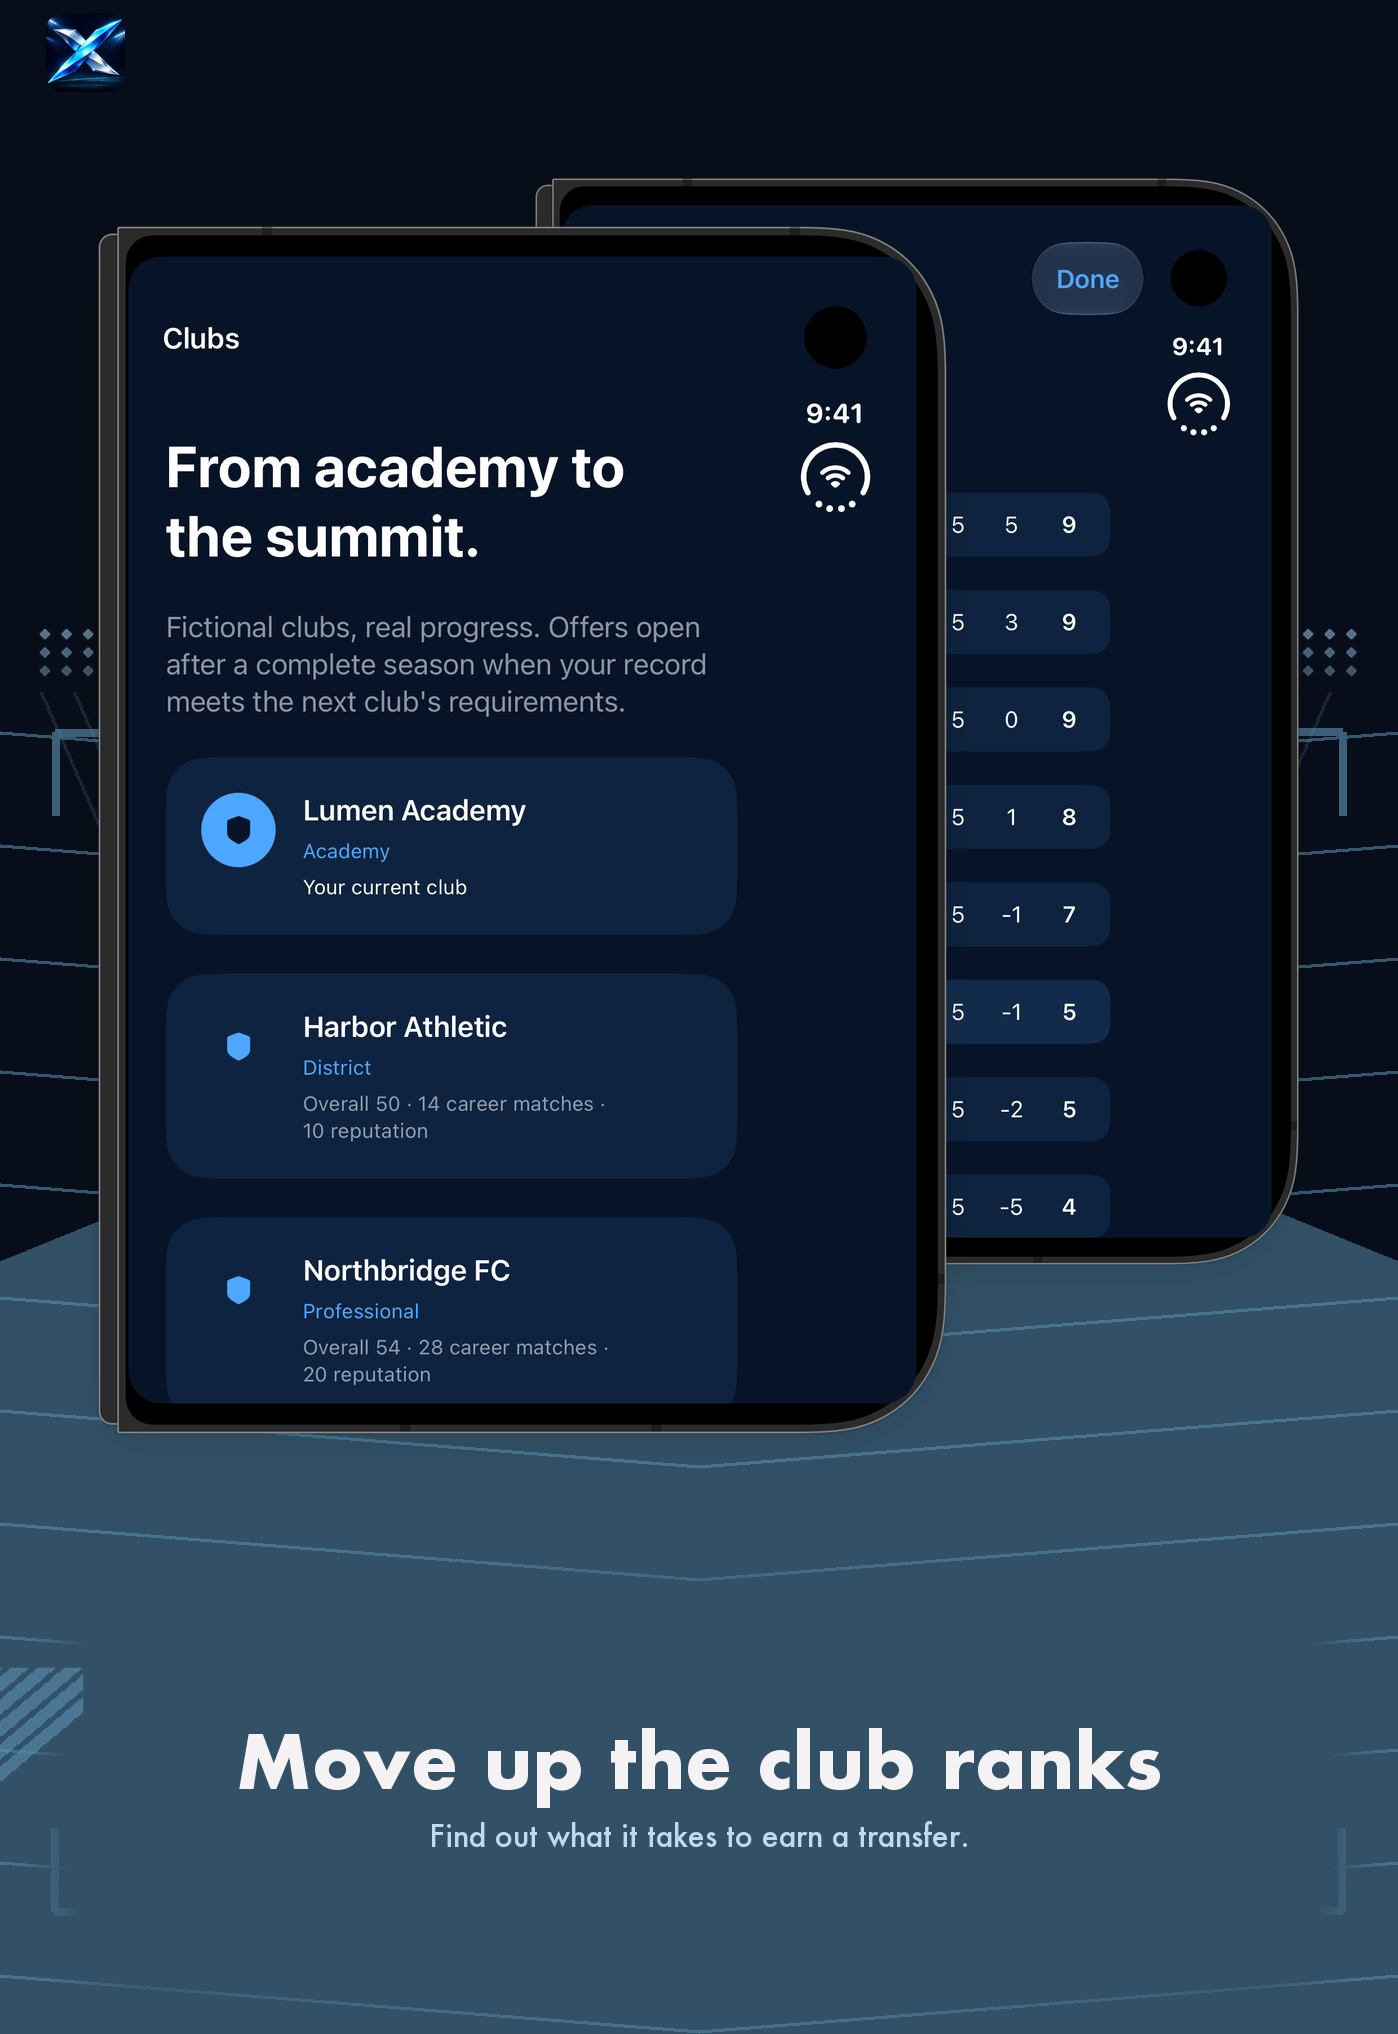 Clubs
9:41
From academy to
the summit.
Fictional clubs, real progress. Offers open
after a complete season when your record
meets the next club's requirements.
Lumen Academy
Academy
Your current club
Harbor Athletic
District
Overall 50 · 14 career matches ·
10 reputation
Northbridge FC
Professional
Overall 54 · 28 career matches ·
20 reputation
Done
9:41
5 5 9
5 3 9
5 0 9
5 1 8
5 -1 7
5 -1 5
5 -2 5
5 -5 4
Move up the club ranks
Find out what it takes to earn a transfer.